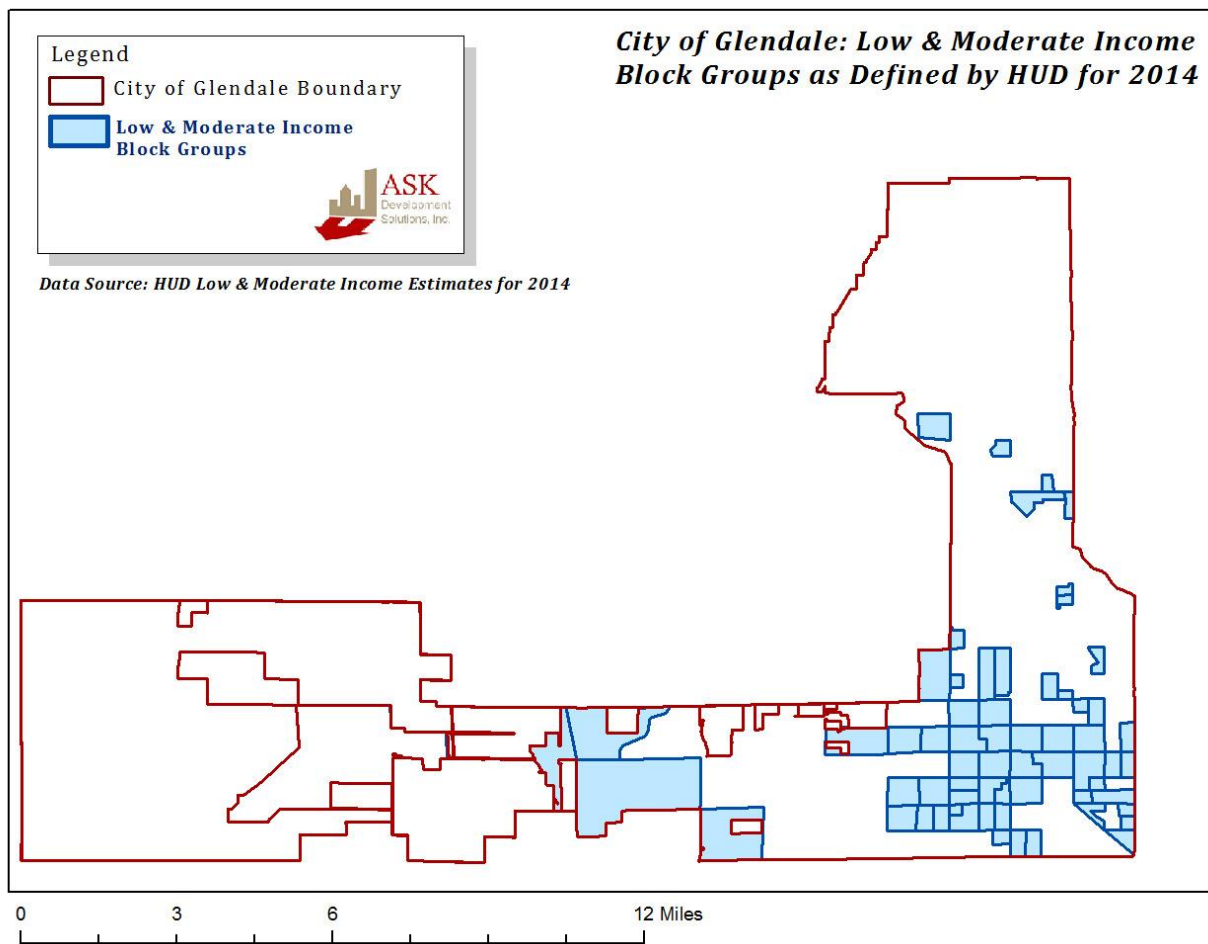 City of Glendale: Low & Moderate Income
Block Groups as Defined by HUD for 2014
Legend
City of Glendale Boundary
Low & Moderate Income
Block Groups
ASK
Development
Solutions, Inc.
Data Source: HUD Low & Moderate Income Estimates for 2014
0 3 6 12 Miles